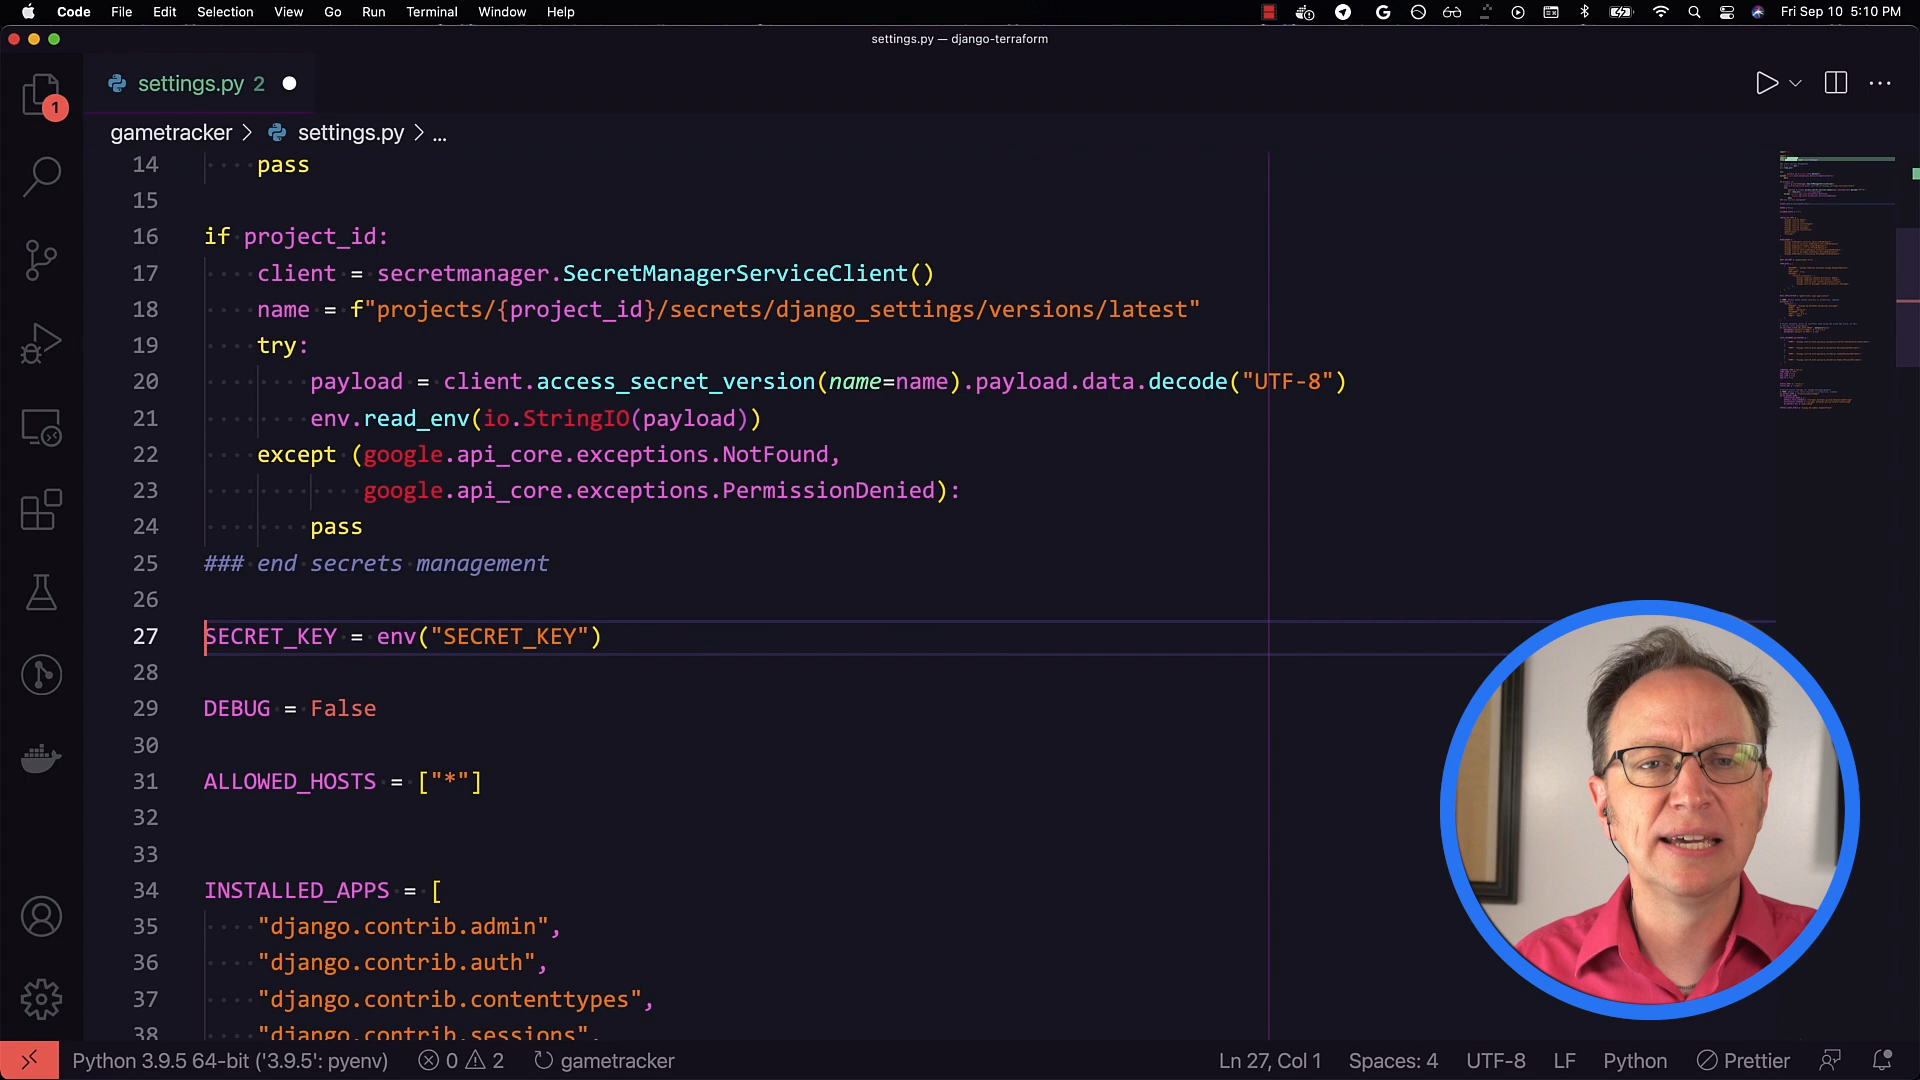 Code File Edit Selection View Go Run Terminal Window Help Fri Sep 10 5:10 PM
settings.py — django-terraform
settings.py 2
1
gametracker > settings.py > ...
14 pass
15
16 if project_id:
17 client = secretmanager.SecretManagerServiceClient()
18 name = f"projects/{project_id}/secrets/django_settings/versions/latest"
19 try:
20 payload = client.access_secret_version(name=name).payload.data.decode("UTF-8")
21 env.read_env(io.StringIO(payload))
22 except (google.api_core.exceptions.NotFound,
23 google.api_core.exceptions.PermissionDenied):
24 pass
25 ### end secrets management
26
27 SECRET_KEY = env("SECRET_KEY")
28
29 DEBUG = False
30
31 ALLOWED_HOSTS = ["*"]
32
33
34 INSTALLED_APPS = [
35 "django.contrib.admin",
36 "django.contrib.auth",
37 "django.contrib.contenttypes",
38 "django.contrib.sessions",
Python 3.9.5 64-bit ('3.9.5': pyenv) 0 2 gametracker Ln 27, Col 1 Spaces: 4 UTF-8 LF Python Prettier